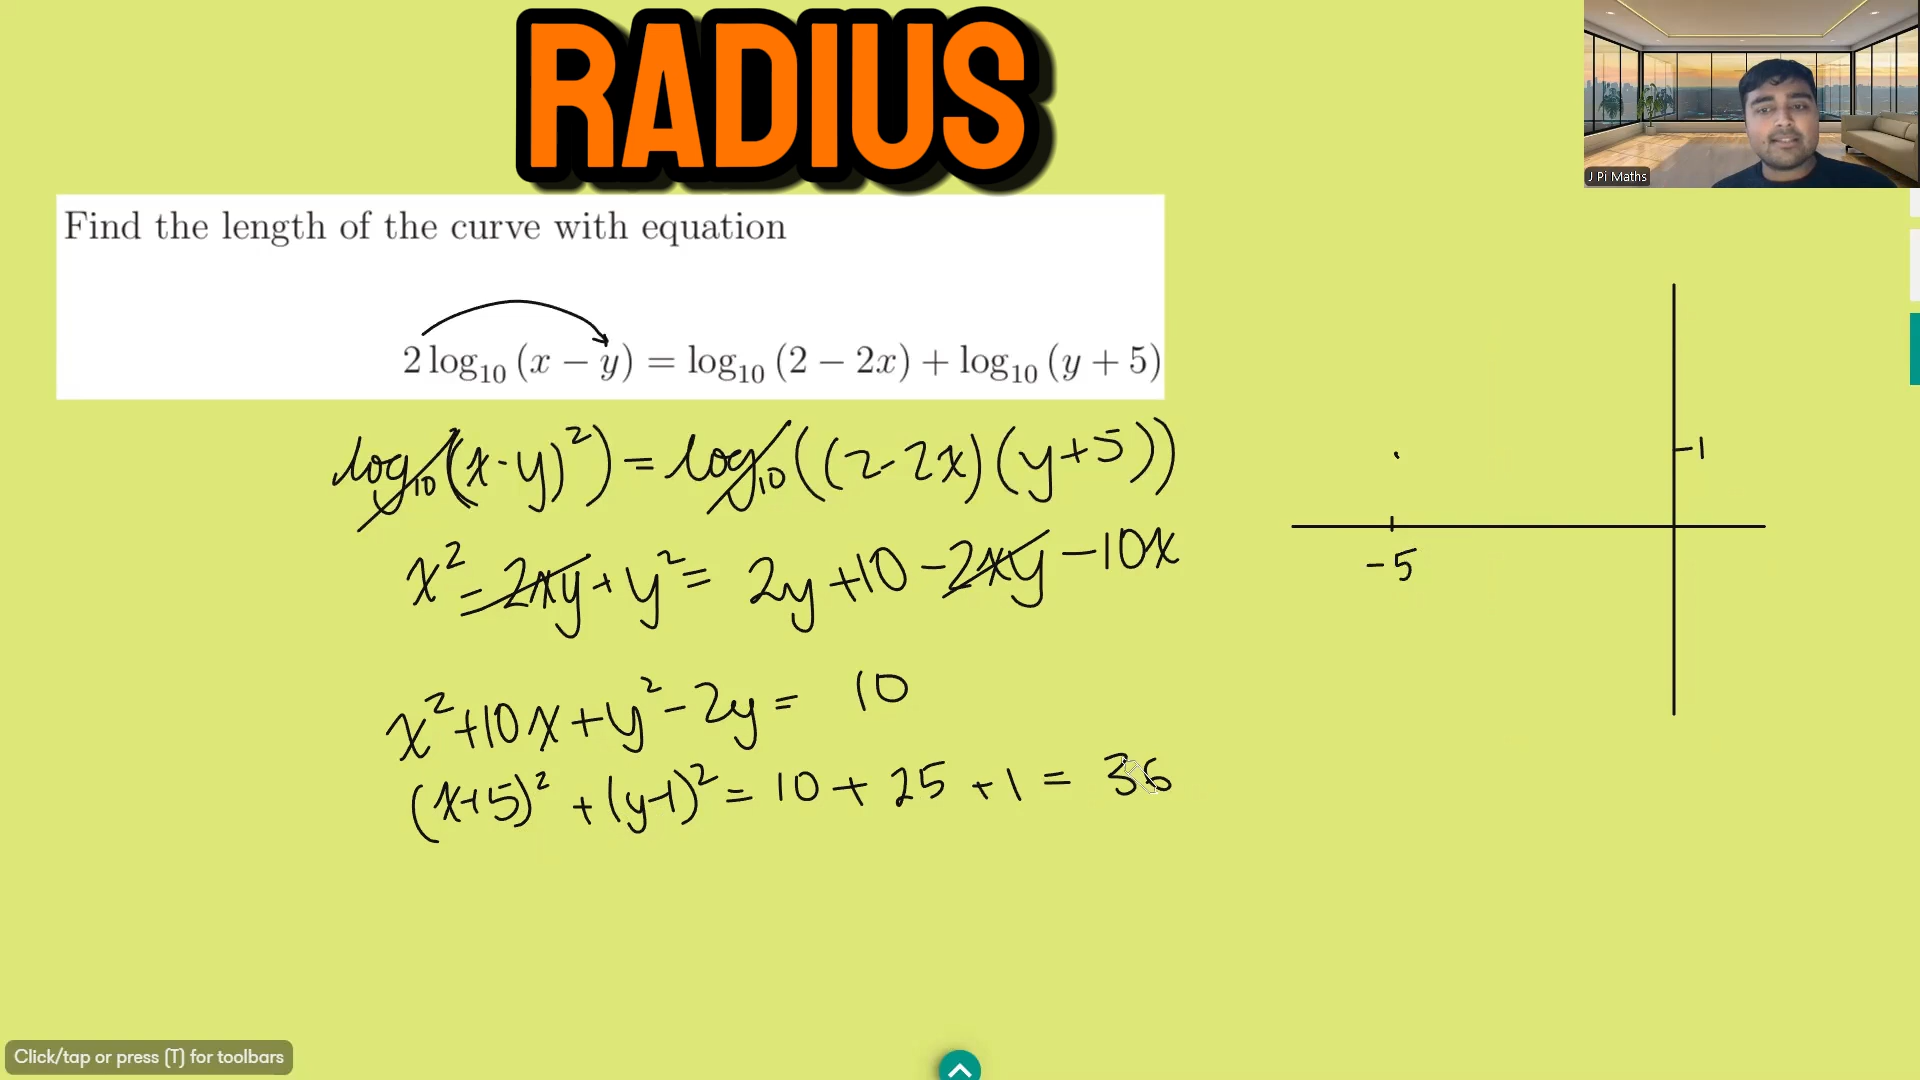 RADIUS
J Pi Maths
Find the length of the curve with equation
2 log₁₀ (x − y) = log₁₀ (2 − 2x) + log₁₀ (y + 5)
log₁₀((x-y)²) = log₁₀((2-2x)(y+5))
x² - 2xy + y² = 2y + 10 - 2xy - 10x
x² + 10x + y² - 2y = 10
(x+5)² + (y-1)² = 10 + 25 + 1 = 36
1
-5
Click/tap or press (T) for toolbars